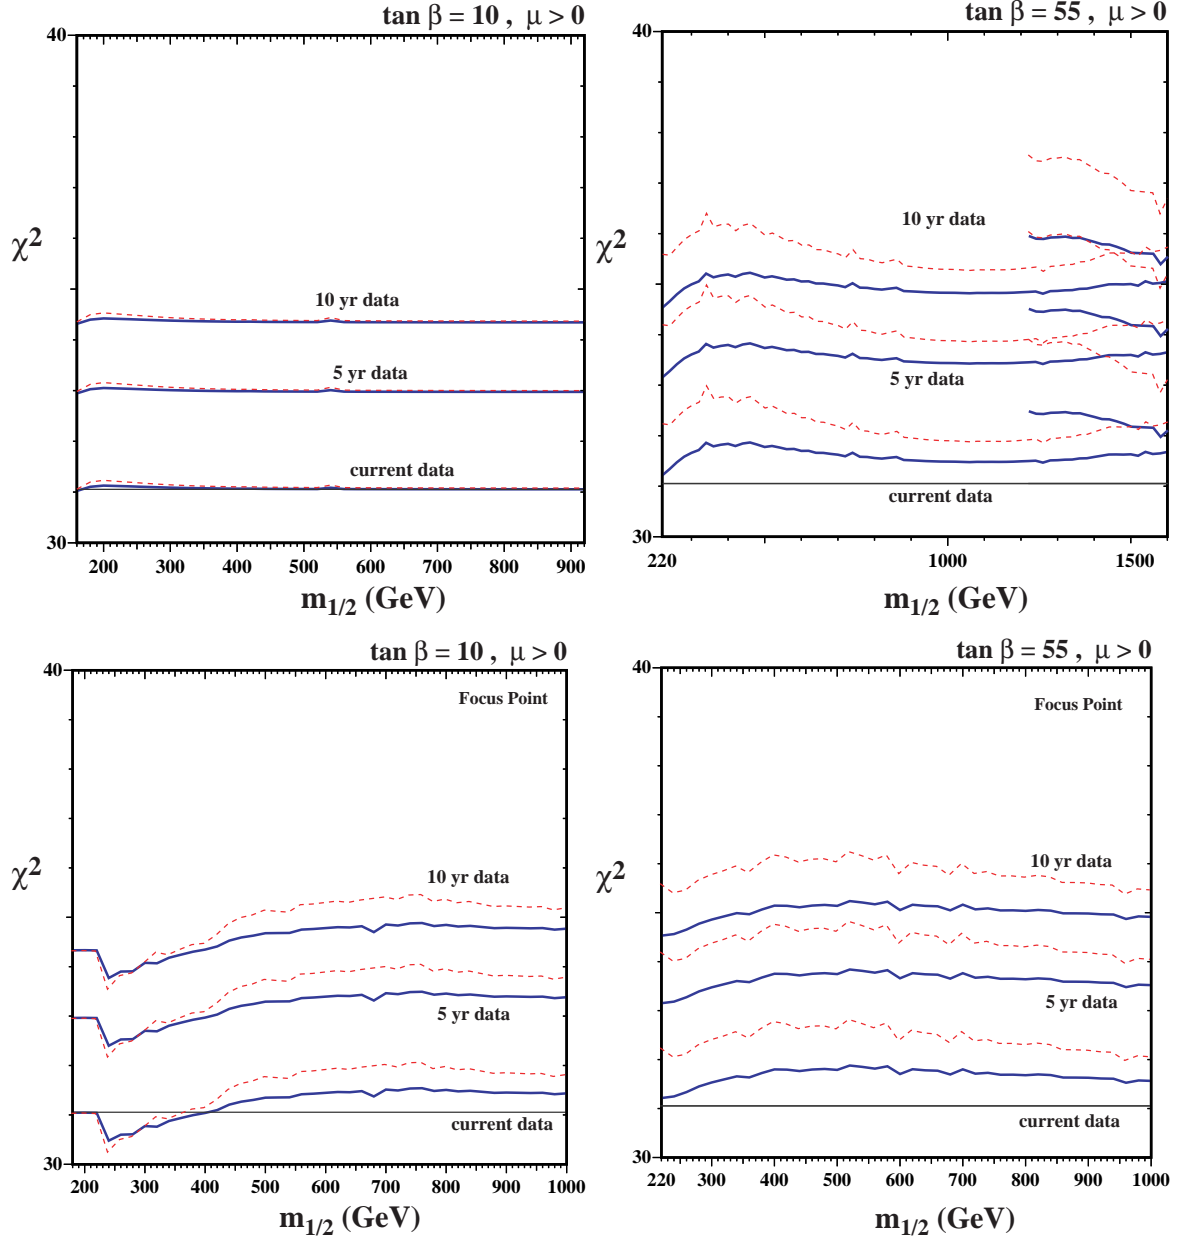 tan β = 10 , μ > 0
40
χ2
10 yr data
5 yr data
current data
30
200 300 400 500 600 700 800 900
m1/2 (GeV)
tan β = 55 , μ > 0
40
χ2
10 yr data
5 yr data
current data
30
220 1000 1500
m1/2 (GeV)
tan β = 10 , μ > 0
40
Focus Point
χ2
10 yr data
5 yr data
current data
30
200 300 400 500 600 700 800 900 1000
m1/2 (GeV)
tan β = 55 , μ > 0
40
Focus Point
χ2
10 yr data
5 yr data
current data
30
220 300 400 500 600 700 800 900 1000
m1/2 (GeV)